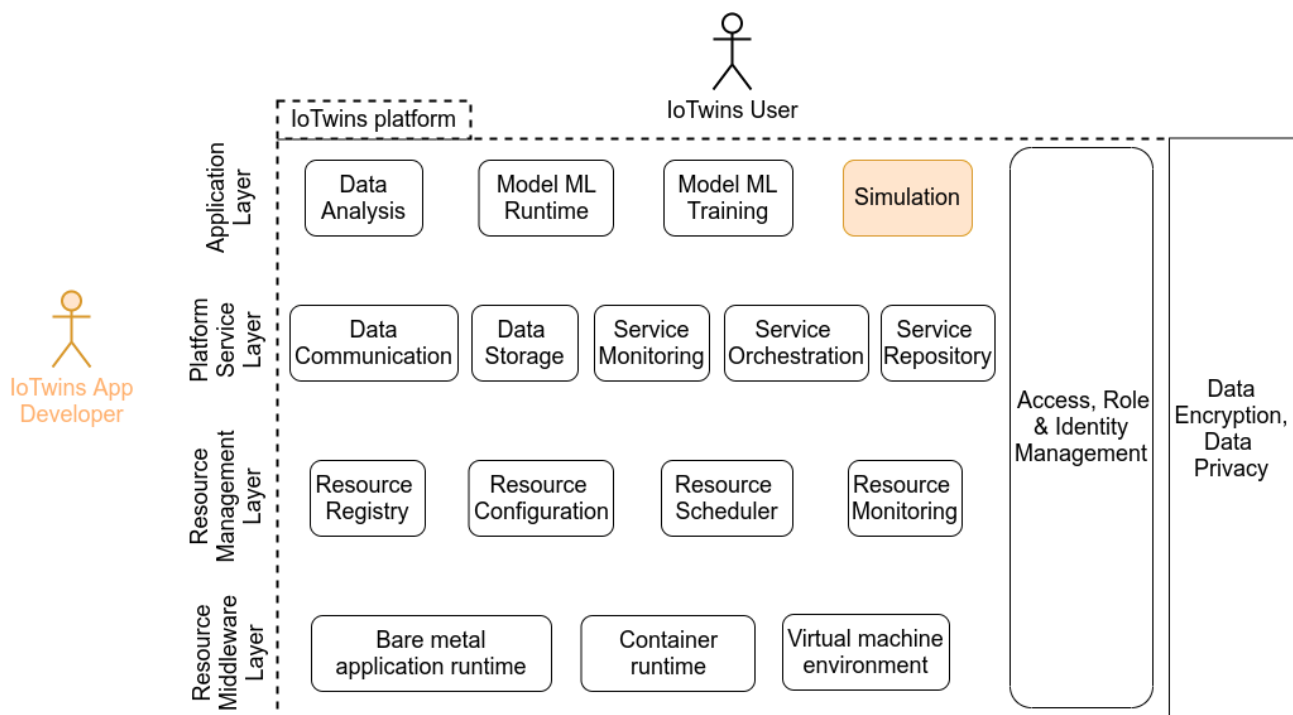 IoTwins User
IoTwins platform
Application
Layer
Data
Analysis
Model ML
Runtime
Model ML
Training
Simulation
IoTwins App
Developer
Platform
Service
Layer
Data
Communication
Data
Storage
Service
Monitoring
Service
Orchestration
Service
Repository
Access, Role
& Identity
Management
Data
Encryption,
Data
Privacy
Resource
Management
Layer
Resource
Registry
Resource
Configuration
Resource
Scheduler
Resource
Monitoring
Resource
Middleware
Layer
Bare metal
application runtime
Container
runtime
Virtual machine
environment